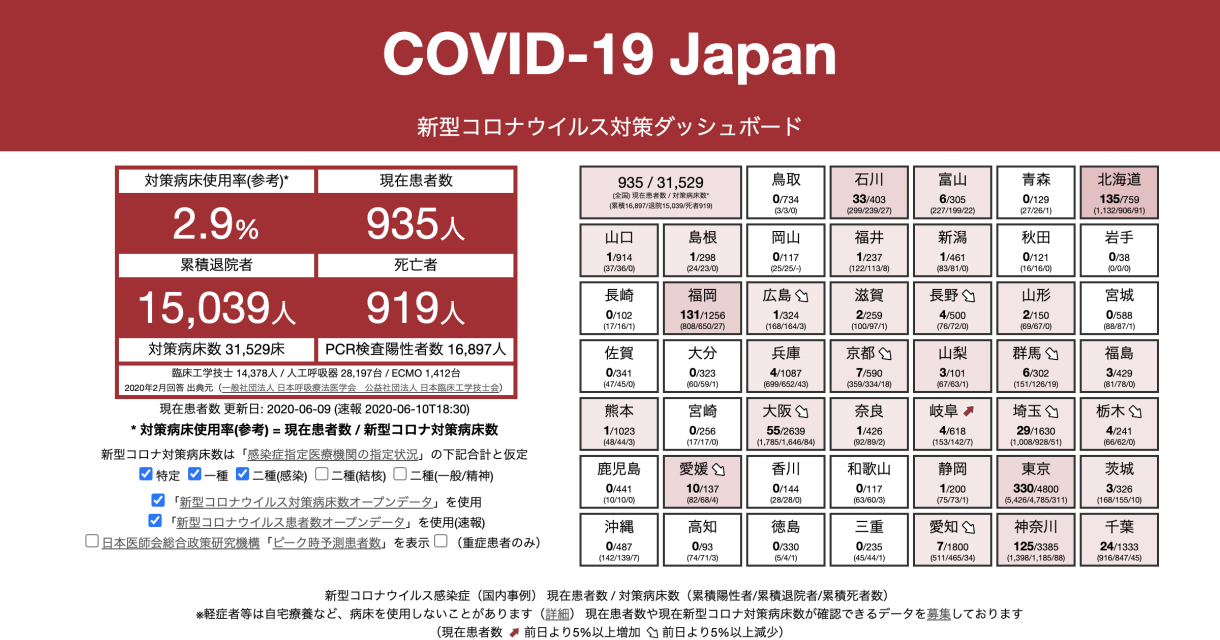 COVID-19 Japan
新型コロナウイルス対策ダッシュボード
対策病床使用率(参考)* 現在患者数
2.9% 935人
累積退院者 死亡者
15,039人 919人
対策病床数 31,529床 PCR検査陽性者数 16,897人
臨床工学技士 14,378人 / 人工呼吸器 28,197台 / ECMO 1,412台
2020年2月回答 出典元（一般社団法人 日本呼吸療法医学会　公益社団法人 日本臨床工学技士会）
現在患者数 更新日: 2020-06-09 (速報 2020-06-10T18:30)
* 対策病床使用率(参考) = 現在患者数 / 新型コロナ対策病床数
新型コロナ対策病床数は「感染症指定医療機関の指定状況」の下記合計と仮定
特定 一種 二種(感染) 二種(結核) 二種(一般/精神)
「新型コロナウイルス対策病床数オープンデータ」を使用
「新型コロナウイルス患者数オープンデータ」を使用(速報)
日本医師会総合政策研究機構「ピーク時予測患者数」を表示 （重症患者のみ）
935 / 31,529
(全国) 現在患者数 / 対策病床数*
(累積16,897/退院15,039/死者919)
鳥取 石川 富山 青森 北海道
0/734 33/403 6/305 0/129 135/759
(3/3/0) (299/239/27) (227/199/22) (27/26/1) (1,132/906/91)
山口 島根 岡山 福井 新潟 秋田 岩手
1/914 1/298 0/117 1/237 1/461 0/121 0/38
(37/36/0) (24/23/0) (25/25/-) (122/113/8) (83/81/0) (16/16/0) (0/0/0)
長崎 福岡 広島 滋賀 長野 山形 宮城
0/102 131/1256 1/324 2/259 4/500 2/150 0/588
(17/16/1) (808/650/27) (168/164/3) (100/97/1) (76/72/0) (69/67/0) (88/87/1)
佐賀 大分 兵庫 京都 山梨 群馬 福島
0/341 0/323 4/1087 7/590 3/101 6/302 3/429
(47/45/0) (60/59/1) (699/652/43) (359/334/18) (67/63/1) (151/126/19) (81/78/0)
熊本 宮崎 大阪 奈良 岐阜 埼玉 栃木
1/1023 0/256 55/2639 1/426 4/618 29/1630 4/241
(48/44/3) (17/17/0) (1,785/1,646/84) (92/89/2) (153/142/7) (1,008/928/51) (66/62/0)
鹿児島 愛媛 香川 和歌山 静岡 東京 茨城
0/441 10/137 0/144 0/117 1/200 330/4800 3/326
(10/10/0) (82/68/4) (28/28/0) (63/60/3) (75/73/1) (5,426/4,785/311) (168/155/10)
沖縄 高知 徳島 三重 愛知 神奈川 千葉
0/487 0/93 0/330 0/235 7/1800 125/3385 24/1333
(142/139/7) (74/71/3) (5/4/1) (45/44/1) (511/465/34) (1,398/1,185/88) (916/847/45)
新型コロナウイルス感染症（国内事例） 現在患者数 / 対策病床数（累積陽性者/累積退院者/累積死者数）
※軽症者等は自宅療養など、病床を使用しないことがあります（詳細） 現在患者数や現在新型コロナ対策病床数が確認できるデータを募集しております
（現在患者数 前日より5%以上増加 前日より5%以上減少）